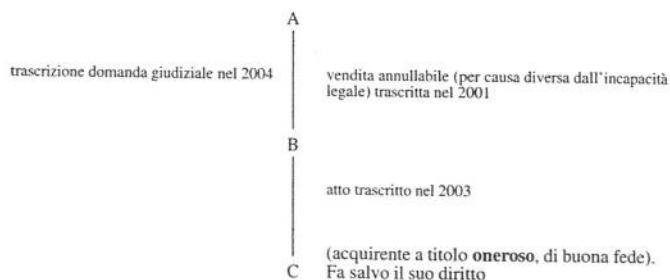 A
trascrizione domanda giudiziale nel 2004
vendita annullabile (per causa diversa dall'incapacità
legale) trascritta nel 2001
B
atto trascritto nel 2003
(acquirente a titolo oneroso, di buona fede).
C
Fa salvo il suo diritto